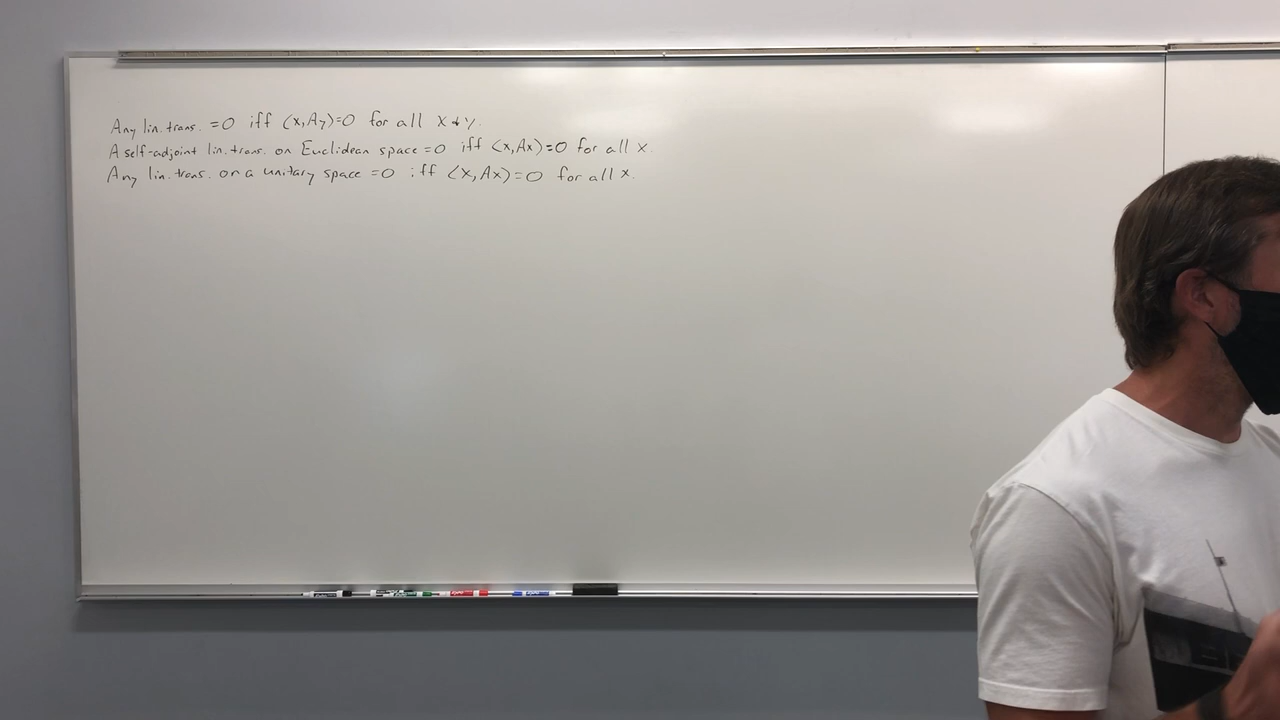 Any lin. trans. =0 iff (x,Ay)=0 for all x & y.
A self-adjoint lin. trans. on Euclidean space =0 iff (x,Ax)=0 for all x.
Any lin. trans. on a unitary space =0 iff (x,Ax)=0 for all x.